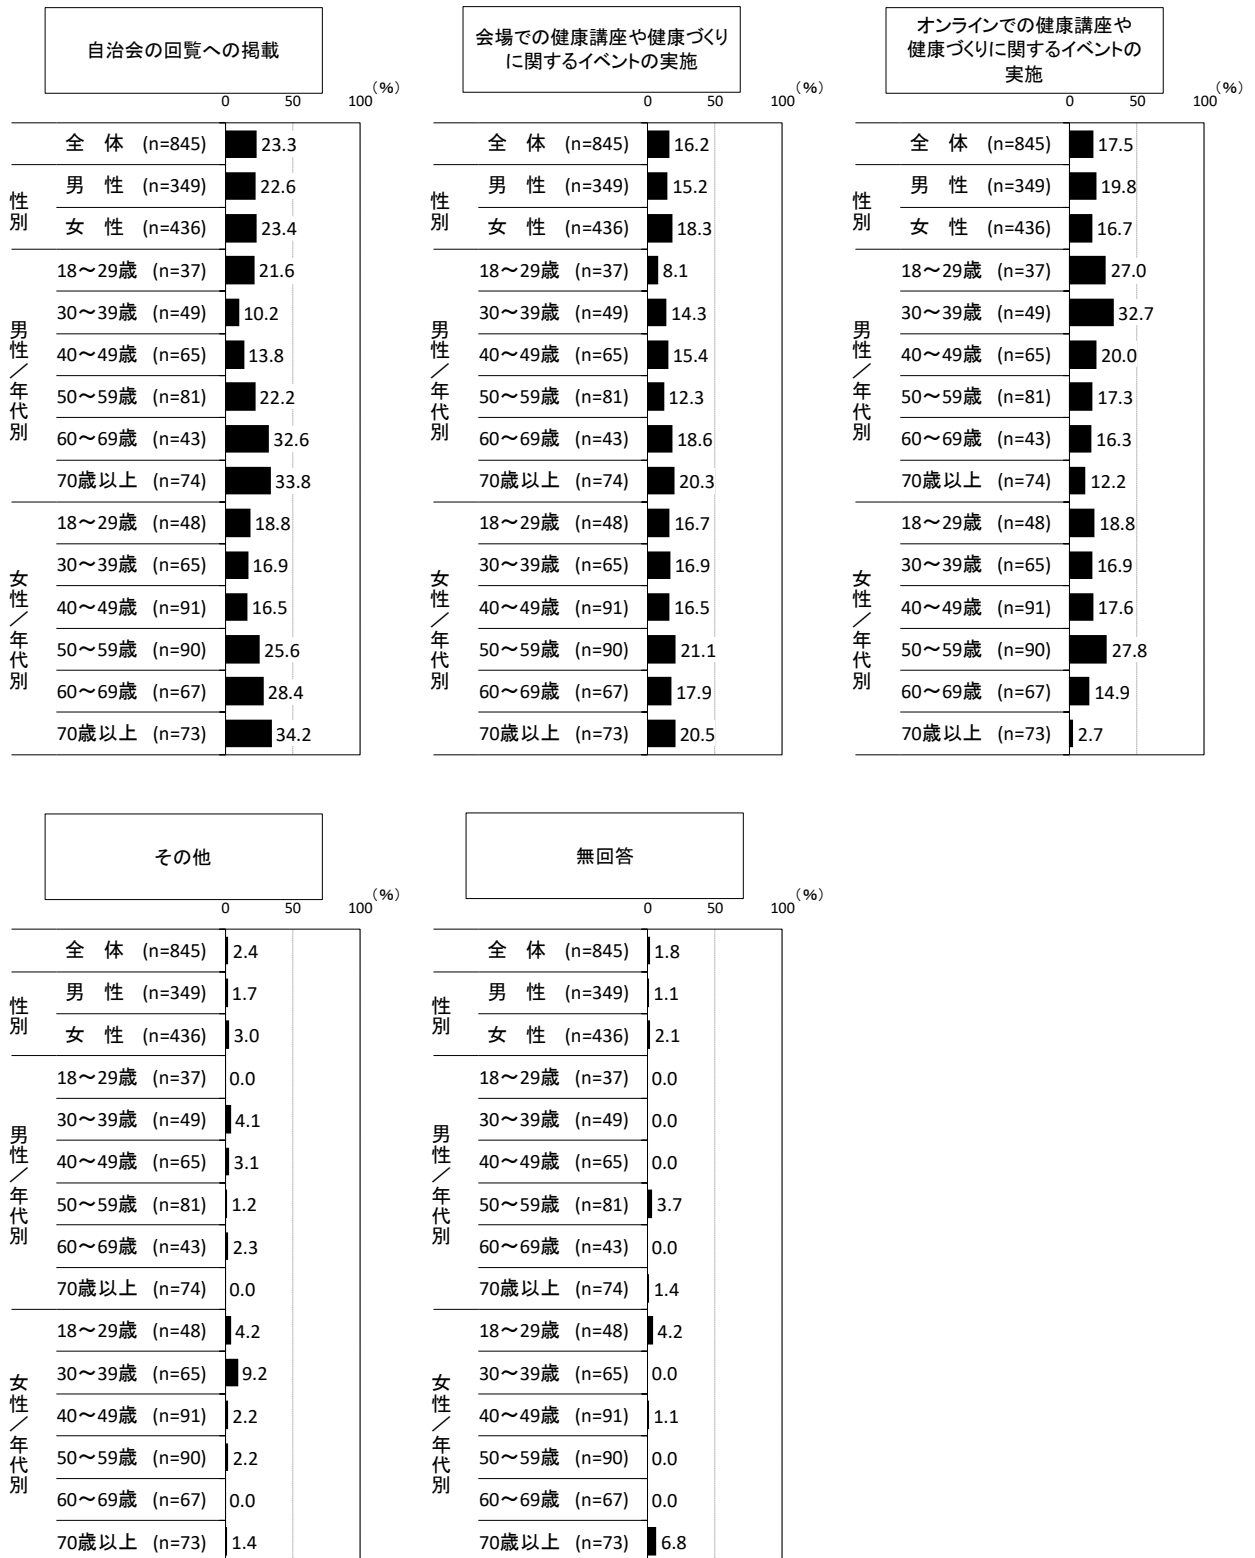 自治会の回覧への掲載
0 50 100 (%)
全 体 (n=845) 23.3
性別
男 性 (n=349) 22.6
女 性 (n=436) 23.4
男性／年代別
18～29歳 (n=37) 21.6
30～39歳 (n=49) 10.2
40～49歳 (n=65) 13.8
50～59歳 (n=81) 22.2
60～69歳 (n=43) 32.6
70歳以上 (n=74) 33.8
女性／年代別
18～29歳 (n=48) 18.8
30～39歳 (n=65) 16.9
40～49歳 (n=91) 16.5
50～59歳 (n=90) 25.6
60～69歳 (n=67) 28.4
70歳以上 (n=73) 34.2
会場での健康講座や健康づくり
に関するイベントの実施
0 50 100 (%)
全 体 (n=845) 16.2
性別
男 性 (n=349) 15.2
女 性 (n=436) 18.3
男性／年代別
18～29歳 (n=37) 8.1
30～39歳 (n=49) 14.3
40～49歳 (n=65) 15.4
50～59歳 (n=81) 12.3
60～69歳 (n=43) 18.6
70歳以上 (n=74) 20.3
女性／年代別
18～29歳 (n=48) 16.7
30～39歳 (n=65) 16.9
40～49歳 (n=91) 16.5
50～59歳 (n=90) 21.1
60～69歳 (n=67) 17.9
70歳以上 (n=73) 20.5
オンラインでの健康講座や
健康づくりに関するイベントの
実施
0 50 100 (%)
全 体 (n=845) 17.5
性別
男 性 (n=349) 19.8
女 性 (n=436) 16.7
男性／年代別
18～29歳 (n=37) 27.0
30～39歳 (n=49) 32.7
40～49歳 (n=65) 20.0
50～59歳 (n=81) 17.3
60～69歳 (n=43) 16.3
70歳以上 (n=74) 12.2
女性／年代別
18～29歳 (n=48) 18.8
30～39歳 (n=65) 16.9
40～49歳 (n=91) 17.6
50～59歳 (n=90) 27.8
60～69歳 (n=67) 14.9
70歳以上 (n=73) 2.7
その他
0 50 100 (%)
全 体 (n=845) 2.4
性別
男 性 (n=349) 1.7
女 性 (n=436) 3.0
男性／年代別
18～29歳 (n=37) 0.0
30～39歳 (n=49) 4.1
40～49歳 (n=65) 3.1
50～59歳 (n=81) 1.2
60～69歳 (n=43) 2.3
70歳以上 (n=74) 0.0
女性／年代別
18～29歳 (n=48) 4.2
30～39歳 (n=65) 9.2
40～49歳 (n=91) 2.2
50～59歳 (n=90) 2.2
60～69歳 (n=67) 0.0
70歳以上 (n=73) 1.4
無回答
0 50 100 (%)
全 体 (n=845) 1.8
性別
男 性 (n=349) 1.1
女 性 (n=436) 2.1
男性／年代別
18～29歳 (n=37) 0.0
30～39歳 (n=49) 0.0
40～49歳 (n=65) 0.0
50～59歳 (n=81) 3.7
60～69歳 (n=43) 0.0
70歳以上 (n=74) 1.4
女性／年代別
18～29歳 (n=48) 4.2
30～39歳 (n=65) 0.0
40～49歳 (n=91) 1.1
50～59歳 (n=90) 0.0
60～69歳 (n=67) 0.0
70歳以上 (n=73) 6.8